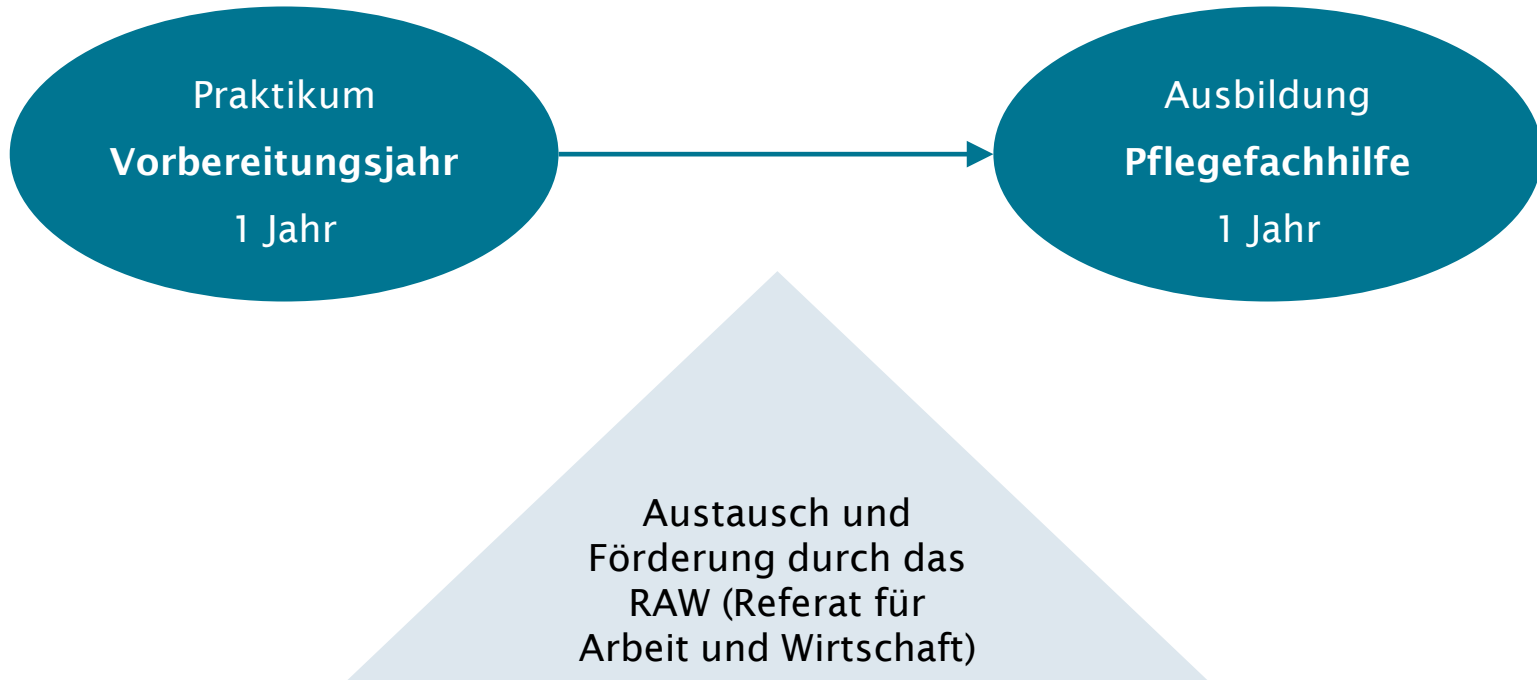 Praktikum
Vorbereitungsjahr
1 Jahr
Ausbildung
Pflegefachhilfe
1 Jahr
Austausch und
Förderung durch das
RAW (Referat für
Arbeit und Wirtschaft)